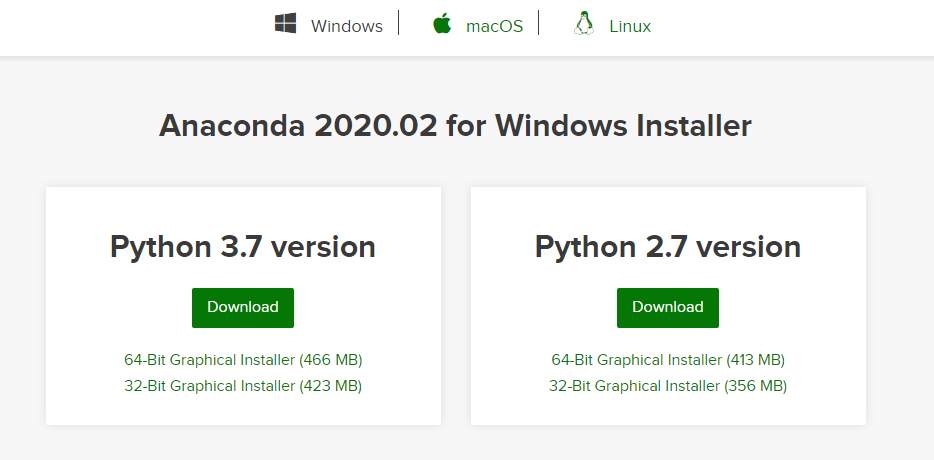 Windows macOS Linux
Anaconda 2020.02 for Windows Installer
Python 3.7 version
Download
64-Bit Graphical Installer (466 MB)
32-Bit Graphical Installer (423 MB)
Python 2.7 version
Download
64-Bit Graphical Installer (413 MB)
32-Bit Graphical Installer (356 MB)